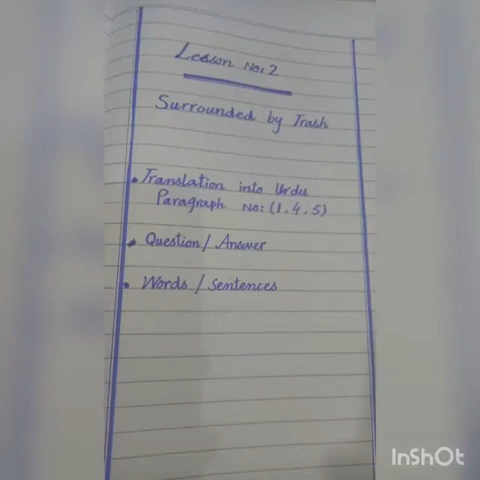 Lesson No: 2
Surrounded by Trash
• Translation into Urdu
Paragraph No: (1, 4, 5)
• Question / Answer
• Words / Sentences
InShOt